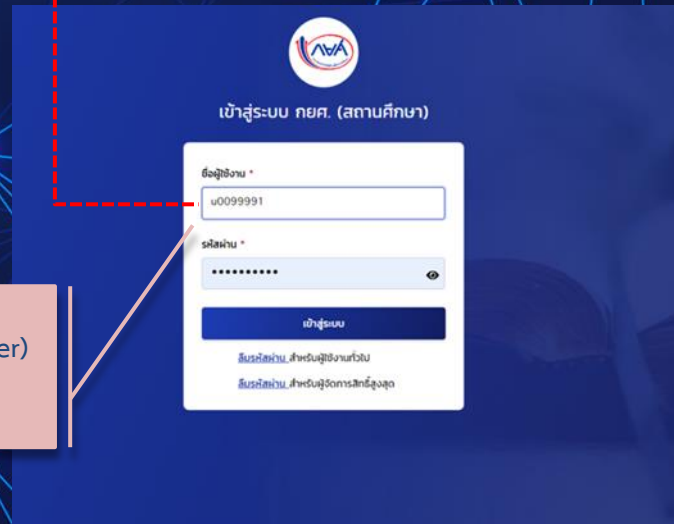 กยศ.
เข้าสู่ระบบ กยศ. (สถานศึกษา)
ชื่อผู้ใช้งาน *
u0099991
รหัสผ่าน *
••••••••••
เข้าสู่ระบบ
ลืมรหัสผ่าน สำหรับผู้ใช้งานทั่วไป
ลืมรหัสผ่าน สำหรับผู้จัดการสิทธิ์สูงสุด
er)